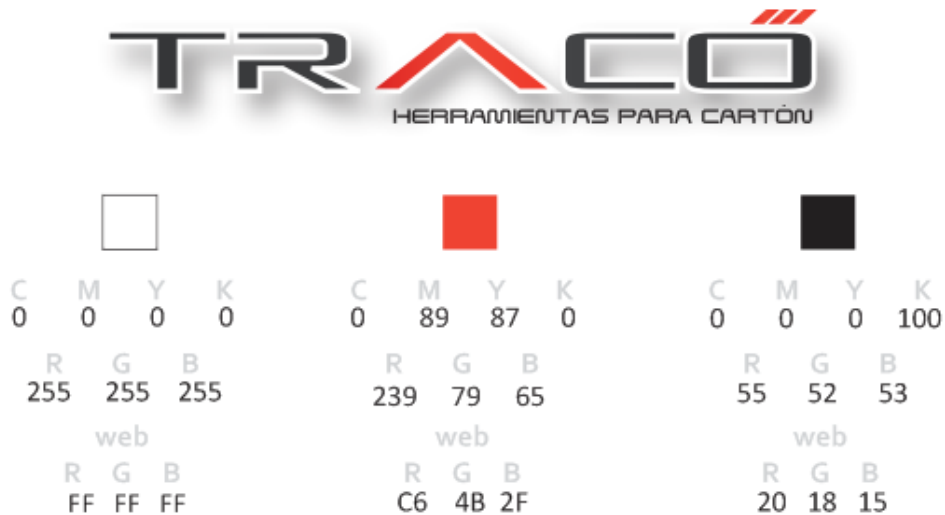 TRACŐ
HERRAMIENTAS PARA CARTÓN
C M Y K C M Y K C M Y K
0 0 0 0 0 89 87 0 0 0 0 100
R G B R G B R G B
255 255 255 239 79 65 55 52 53
web web web
R G B R G B R G B
FF FF FF C6 4B 2F 20 18 15